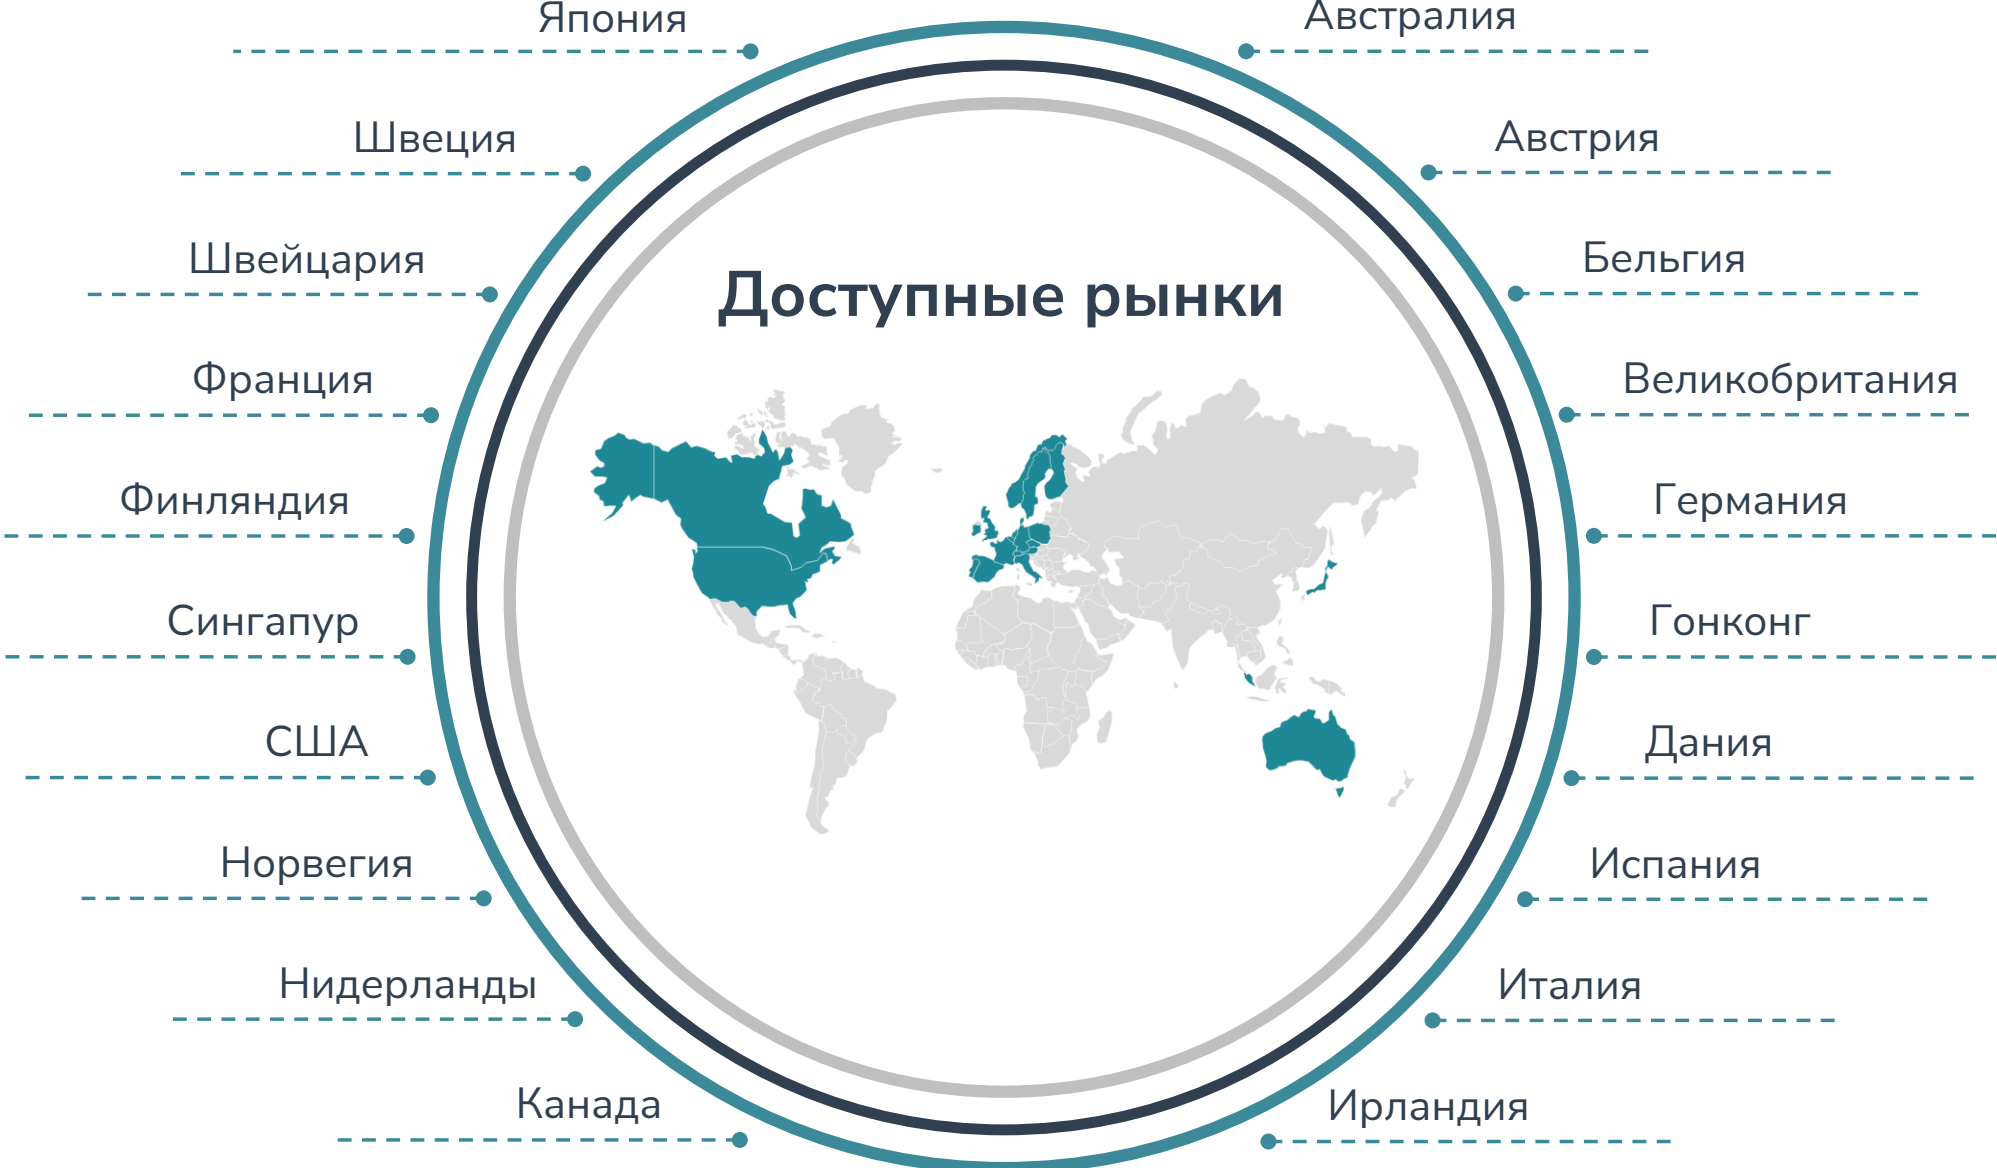 Япония
Австралия
Швеция
Австрия
Швейцария
Бельгия
Доступные рынки
Франция
Великобритания
Финляндия
Германия
Сингапур
Гонконг
США
Дания
Норвегия
Испания
Нидерланды
Италия
Канада
Ирландия